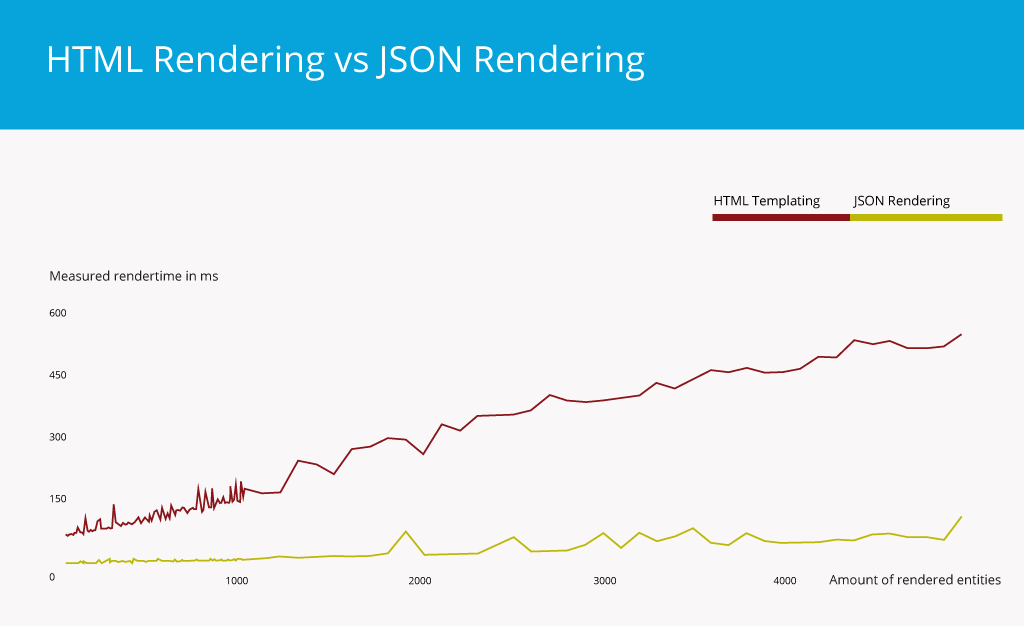 HTML Rendering vs JSON Rendering
HTML Templating JSON Rendering
Measured rendertime in ms
600
450
300
150
0
1000 2000 3000 4000 Amount of rendered entities